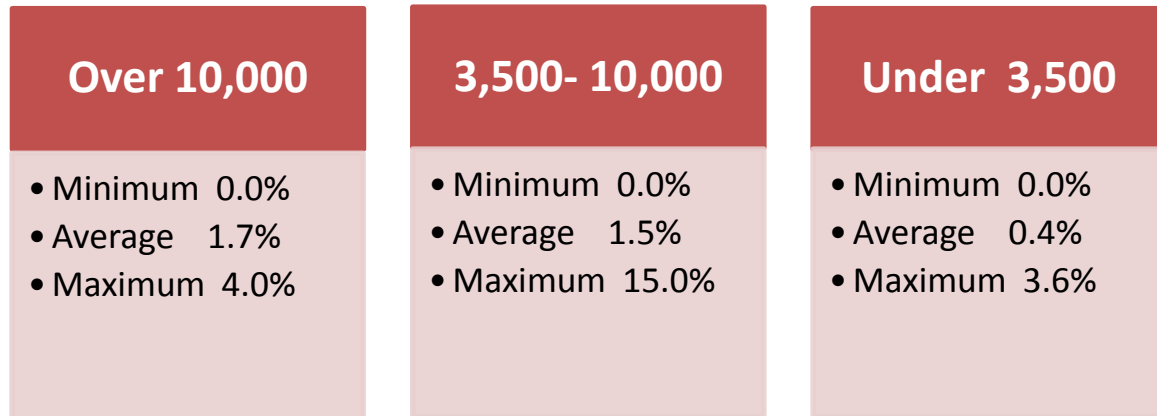 Over 10,000
• Minimum 0.0%
• Average 1.7%
• Maximum 4.0%
3,500- 10,000
• Minimum 0.0%
• Average 1.5%
• Maximum 15.0%
Under 3,500
• Minimum 0.0%
• Average 0.4%
• Maximum 3.6%